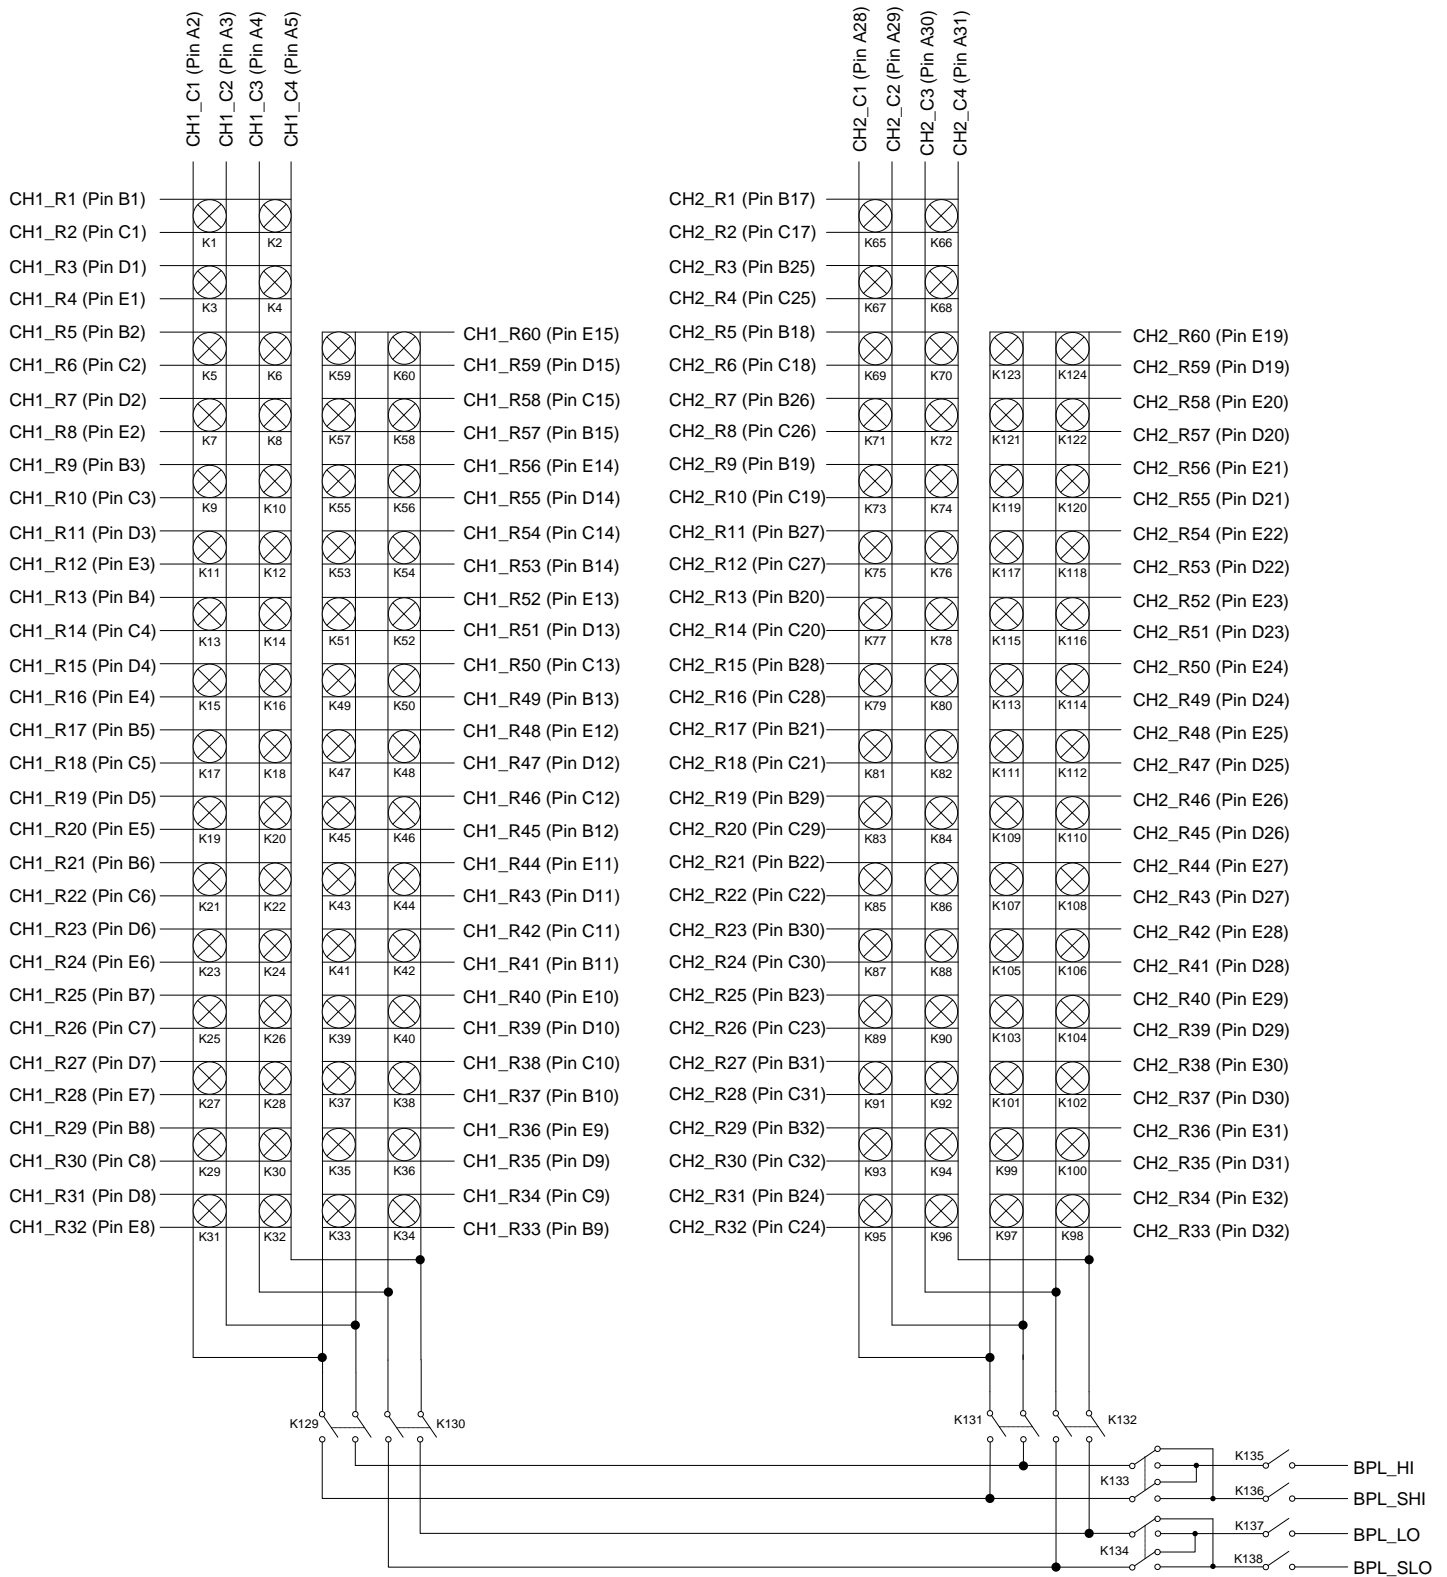 CH1_C1 (Pin A2)
CH1_C2 (Pin A3)
CH1_C3 (Pin A4)
CH1_C4 (Pin A5)
CH1_R1 (Pin B1)
CH1_R2 (Pin C1)
CH1_R3 (Pin D1)
CH1_R4 (Pin E1)
CH1_R5 (Pin B2)
CH1_R6 (Pin C2)
CH1_R7 (Pin D2)
CH1_R8 (Pin E2)
CH1_R9 (Pin B3)
CH1_R10 (Pin C3)
CH1_R11 (Pin D3)
CH1_R12 (Pin E3)
CH1_R13 (Pin B4)
CH1_R14 (Pin C4)
CH1_R15 (Pin D4)
CH1_R16 (Pin E4)
CH1_R17 (Pin B5)
CH1_R18 (Pin C5)
CH1_R19 (Pin D5)
CH1_R20 (Pin E5)
CH1_R21 (Pin B6)
CH1_R22 (Pin C6)
CH1_R23 (Pin D6)
CH1_R24 (Pin E6)
CH1_R25 (Pin B7)
CH1_R26 (Pin C7)
CH1_R27 (Pin D7)
CH1_R28 (Pin E7)
CH1_R29 (Pin B8)
CH1_R30 (Pin C8)
CH1_R31 (Pin D8)
CH1_R32 (Pin E8)
K1 K2
K3 K4
K5 K6 K59 K60
K7 K8 K57 K58
K9 K10 K55 K56
K11 K12 K53 K54
K13 K14 K51 K52
K15 K16 K49 K50
K17 K18 K47 K48
K19 K20 K45 K46
K21 K22 K43 K44
K23 K24 K41 K42
K25 K26 K39 K40
K27 K28 K37 K38
K29 K30 K35 K36
K31 K32 K33 K34
CH1_R60 (Pin E15)
CH1_R59 (Pin D15)
CH1_R58 (Pin C15)
CH1_R57 (Pin B15)
CH1_R56 (Pin E14)
CH1_R55 (Pin D14)
CH1_R54 (Pin C14)
CH1_R53 (Pin B14)
CH1_R52 (Pin E13)
CH1_R51 (Pin D13)
CH1_R50 (Pin C13)
CH1_R49 (Pin B13)
CH1_R48 (Pin E12)
CH1_R47 (Pin D12)
CH1_R46 (Pin C12)
CH1_R45 (Pin B12)
CH1_R44 (Pin E11)
CH1_R43 (Pin D11)
CH1_R42 (Pin C11)
CH1_R41 (Pin B11)
CH1_R40 (Pin E10)
CH1_R39 (Pin D10)
CH1_R38 (Pin C10)
CH1_R37 (Pin B10)
CH1_R36 (Pin E9)
CH1_R35 (Pin D9)
CH1_R34 (Pin C9)
CH1_R33 (Pin B9)
CH2_C1 (Pin A28)
CH2_C2 (Pin A29)
CH2_C3 (Pin A30)
CH2_C4 (Pin A31)
CH2_R1 (Pin B17)
CH2_R2 (Pin C17)
CH2_R3 (Pin B25)
CH2_R4 (Pin C25)
CH2_R5 (Pin B18)
CH2_R6 (Pin C18)
CH2_R7 (Pin B26)
CH2_R8 (Pin C26)
CH2_R9 (Pin B19)
CH2_R10 (Pin C19)
CH2_R11 (Pin B27)
CH2_R12 (Pin C27)
CH2_R13 (Pin B20)
CH2_R14 (Pin C20)
CH2_R15 (Pin B28)
CH2_R16 (Pin C28)
CH2_R17 (Pin B21)
CH2_R18 (Pin C21)
CH2_R19 (Pin B29)
CH2_R20 (Pin C29)
CH2_R21 (Pin B22)
CH2_R22 (Pin C22)
CH2_R23 (Pin B30)
CH2_R24 (Pin C30)
CH2_R25 (Pin B23)
CH2_R26 (Pin C23)
CH2_R27 (Pin B31)
CH2_R28 (Pin C31)
CH2_R29 (Pin B32)
CH2_R30 (Pin C32)
CH2_R31 (Pin B24)
CH2_R32 (Pin C24)
K65 K66
K67 K68
K69 K70 K123 K124
K71 K72 K121 K122
K73 K74 K119 K120
K75 K76 K117 K118
K77 K78 K115 K116
K79 K80 K113 K114
K81 K82 K111 K112
K83 K84 K109 K110
K85 K86 K107 K108
K87 K88 K105 K106
K89 K90 K103 K104
K91 K92 K101 K102
K93 K94 K99 K100
K95 K96 K97 K98
CH2_R60 (Pin E19)
CH2_R59 (Pin D19)
CH2_R58 (Pin E20)
CH2_R57 (Pin D20)
CH2_R56 (Pin E21)
CH2_R55 (Pin D21)
CH2_R54 (Pin E22)
CH2_R53 (Pin D22)
CH2_R52 (Pin E23)
CH2_R51 (Pin D23)
CH2_R50 (Pin E24)
CH2_R49 (Pin D24)
CH2_R48 (Pin E25)
CH2_R47 (Pin D25)
CH2_R46 (Pin E26)
CH2_R45 (Pin D26)
CH2_R44 (Pin E27)
CH2_R43 (Pin D27)
CH2_R42 (Pin E28)
CH2_R41 (Pin D28)
CH2_R40 (Pin E29)
CH2_R39 (Pin D29)
CH2_R38 (Pin E30)
CH2_R37 (Pin D30)
CH2_R36 (Pin E31)
CH2_R35 (Pin D31)
CH2_R34 (Pin E32)
CH2_R33 (Pin D32)
K129 K130 K131 K132
K133 K135 BPL_HI
K136 BPL_SHI
K134 K137 BPL_LO
K138 BPL_SLO